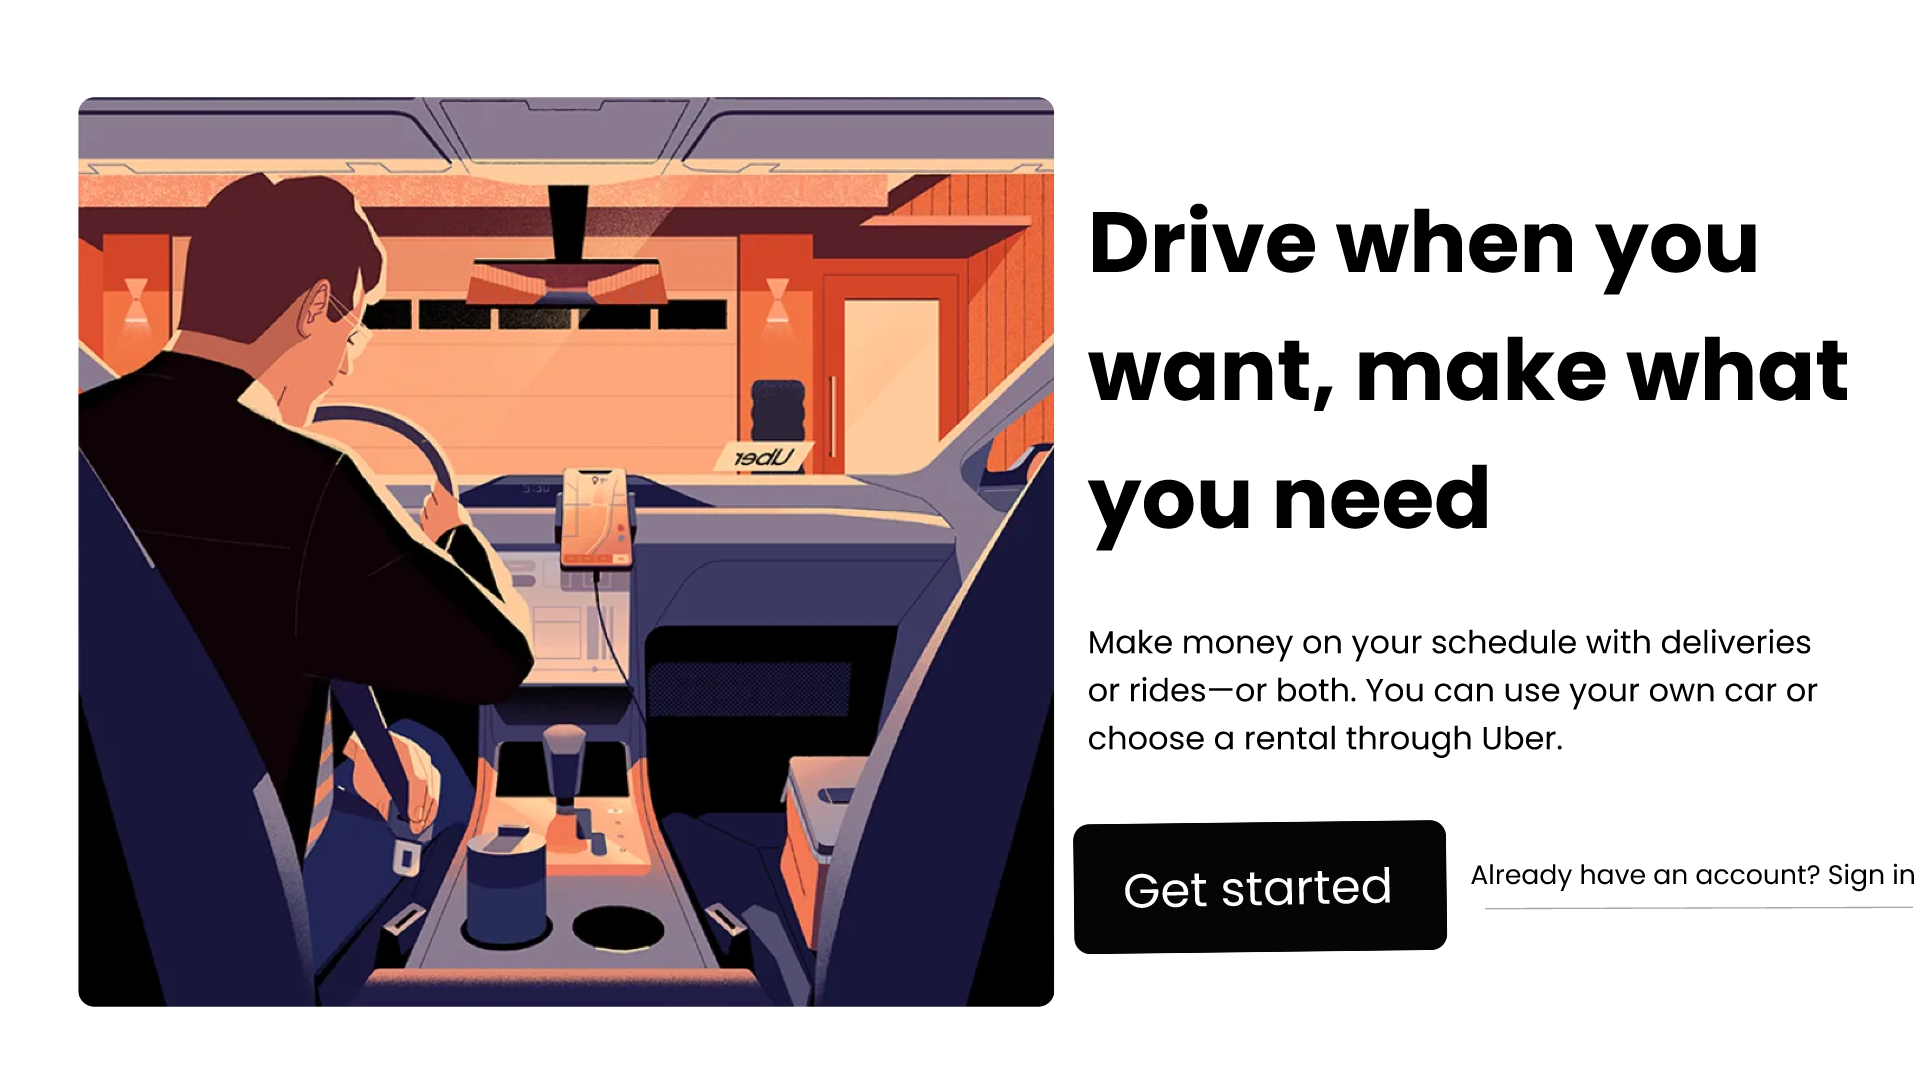 Drive when you
want, make what
you need
Make money on your schedule with deliveries
or rides—or both. You can use your own car or
choose a rental through Uber.
Get started
Already have an account? Sign in
Uber
5:30